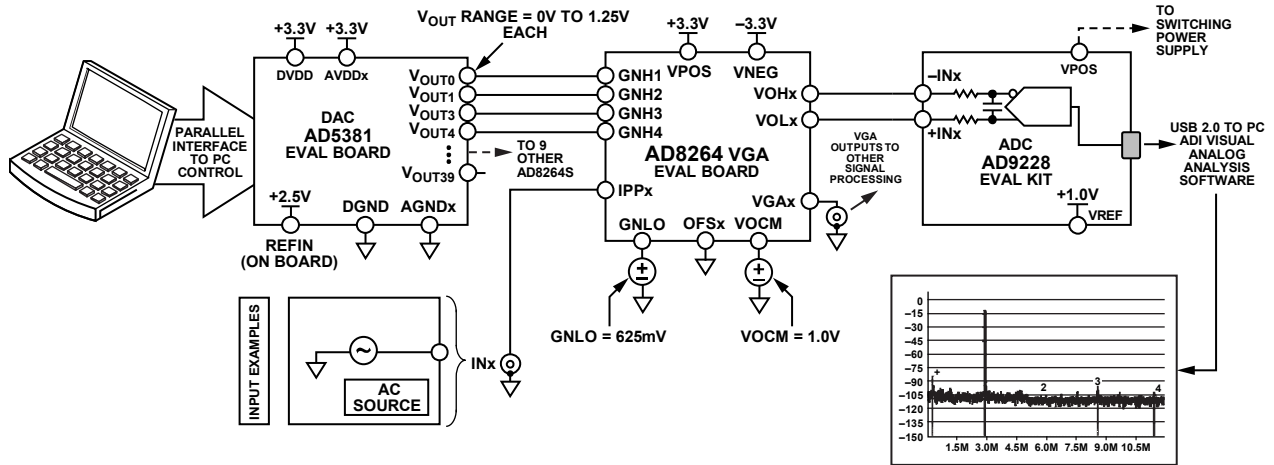 V_OUT RANGE = 0V TO 1.25V
EACH
+3.3V
+3.3V
DVDD
AVDDx
DAC
AD5381
EVAL BOARD
PARALLEL
INTERFACE
TO PC
CONTROL
V_OUT0
V_OUT1
V_OUT3
V_OUT4
V_OUT39
TO 9
OTHER
AD8264S
+2.5V
REFIN
(ON BOARD)
DGND
AGNDx
+3.3V
−3.3V
VPOS
VNEG
GNH1
GNH2
GNH3
GNH4
IPPx
AD8264 VGA
EVAL BOARD
VOHx
VOLx
VGAx
GNLO
OFSx
VOCM
GNLO = 625mV
VOCM = 1.0V
VGA
OUTPUTS TO
OTHER
SIGNAL
PROCESSING
TO
SWITCHING
POWER
SUPPLY
VPOS
−INx
+INx
ADC
AD9228
EVAL KIT
+1.0V
VREF
USB 2.0 TO PC
ADI VISUAL
ANALOG
ANALYSIS
SOFTWARE
INPUT EXAMPLES
AC
SOURCE
INx
0
−15
−30
−45
−60
−75
−90
−105
−120
−135
−150
+
2
3
4
1.5M 3.0M 4.5M 6.0M 7.5M 9.0M 10.5M